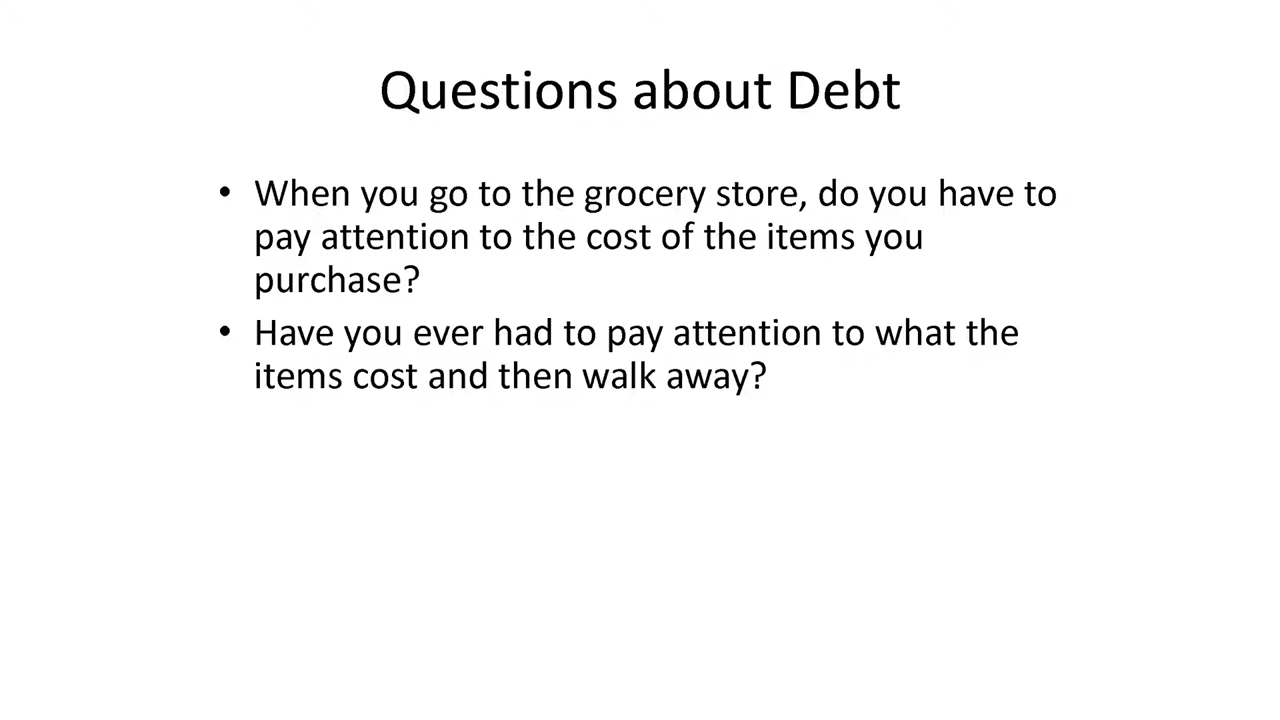 Questions about Debt
• When you go to the grocery store, do you have to
pay attention to the cost of the items you
purchase?
• Have you ever had to pay attention to what the
items cost and then walk away?